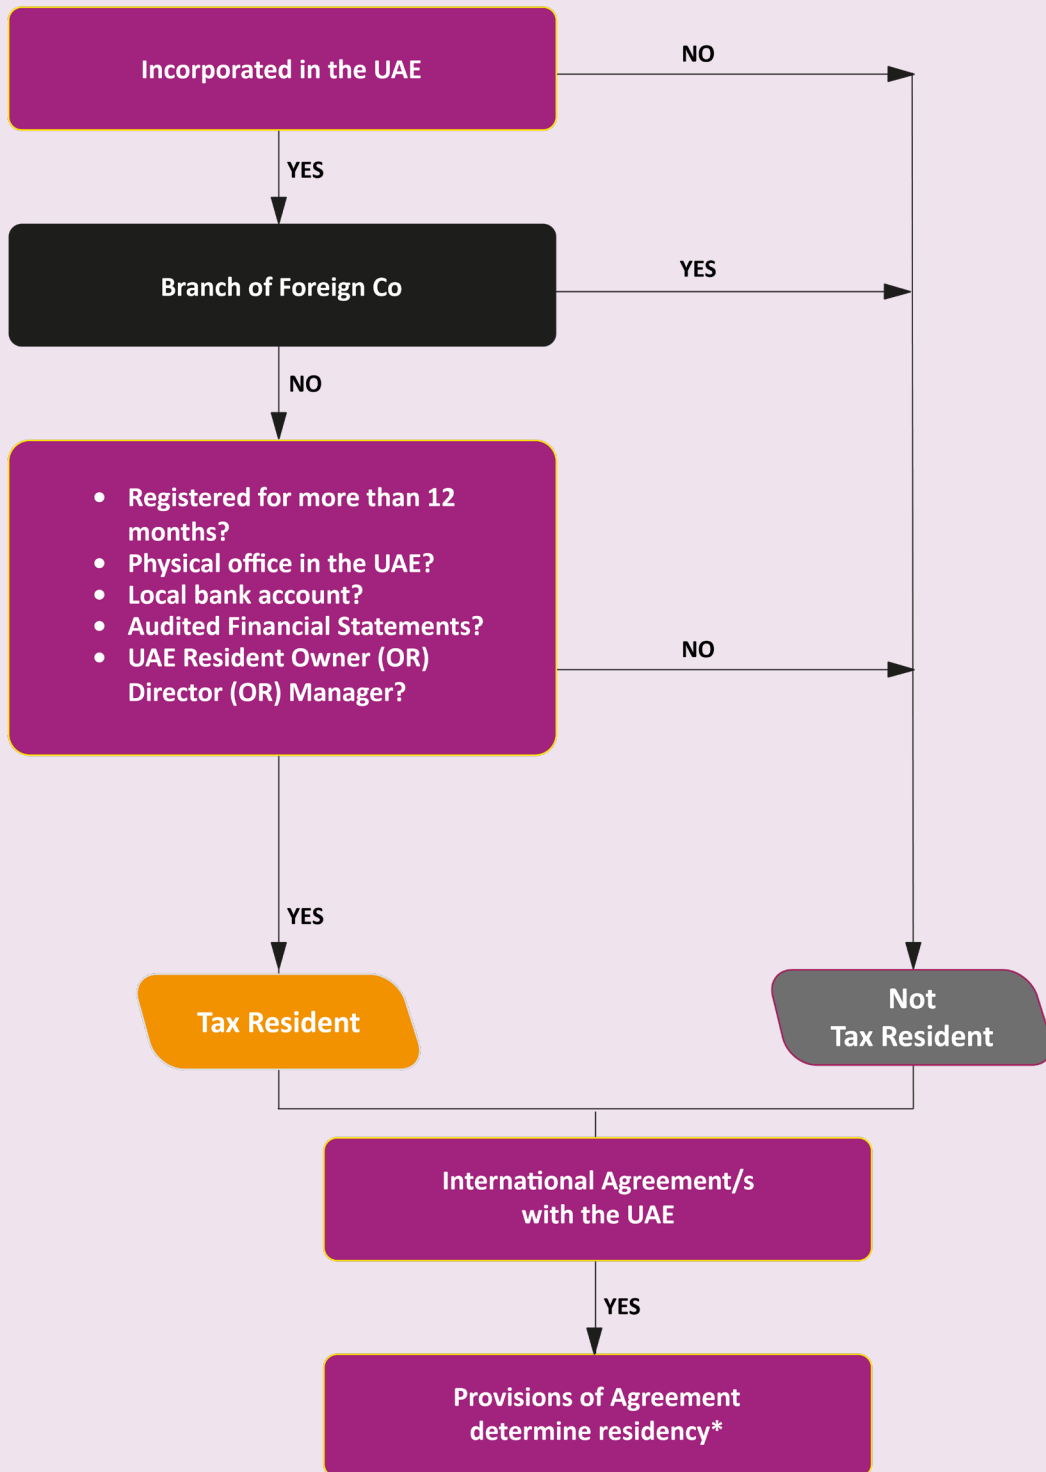 Incorporated in the UAE
NO
YES
Branch of Foreign Co
YES
NO
• Registered for more than 12
months?
• Physical office in the UAE?
• Local bank account?
• Audited Financial Statements?
• UAE Resident Owner (OR)
Director (OR) Manager?
NO
YES
Tax Resident
Not
Tax Resident
International Agreement/s
with the UAE
YES
Provisions of Agreement
determine residency*